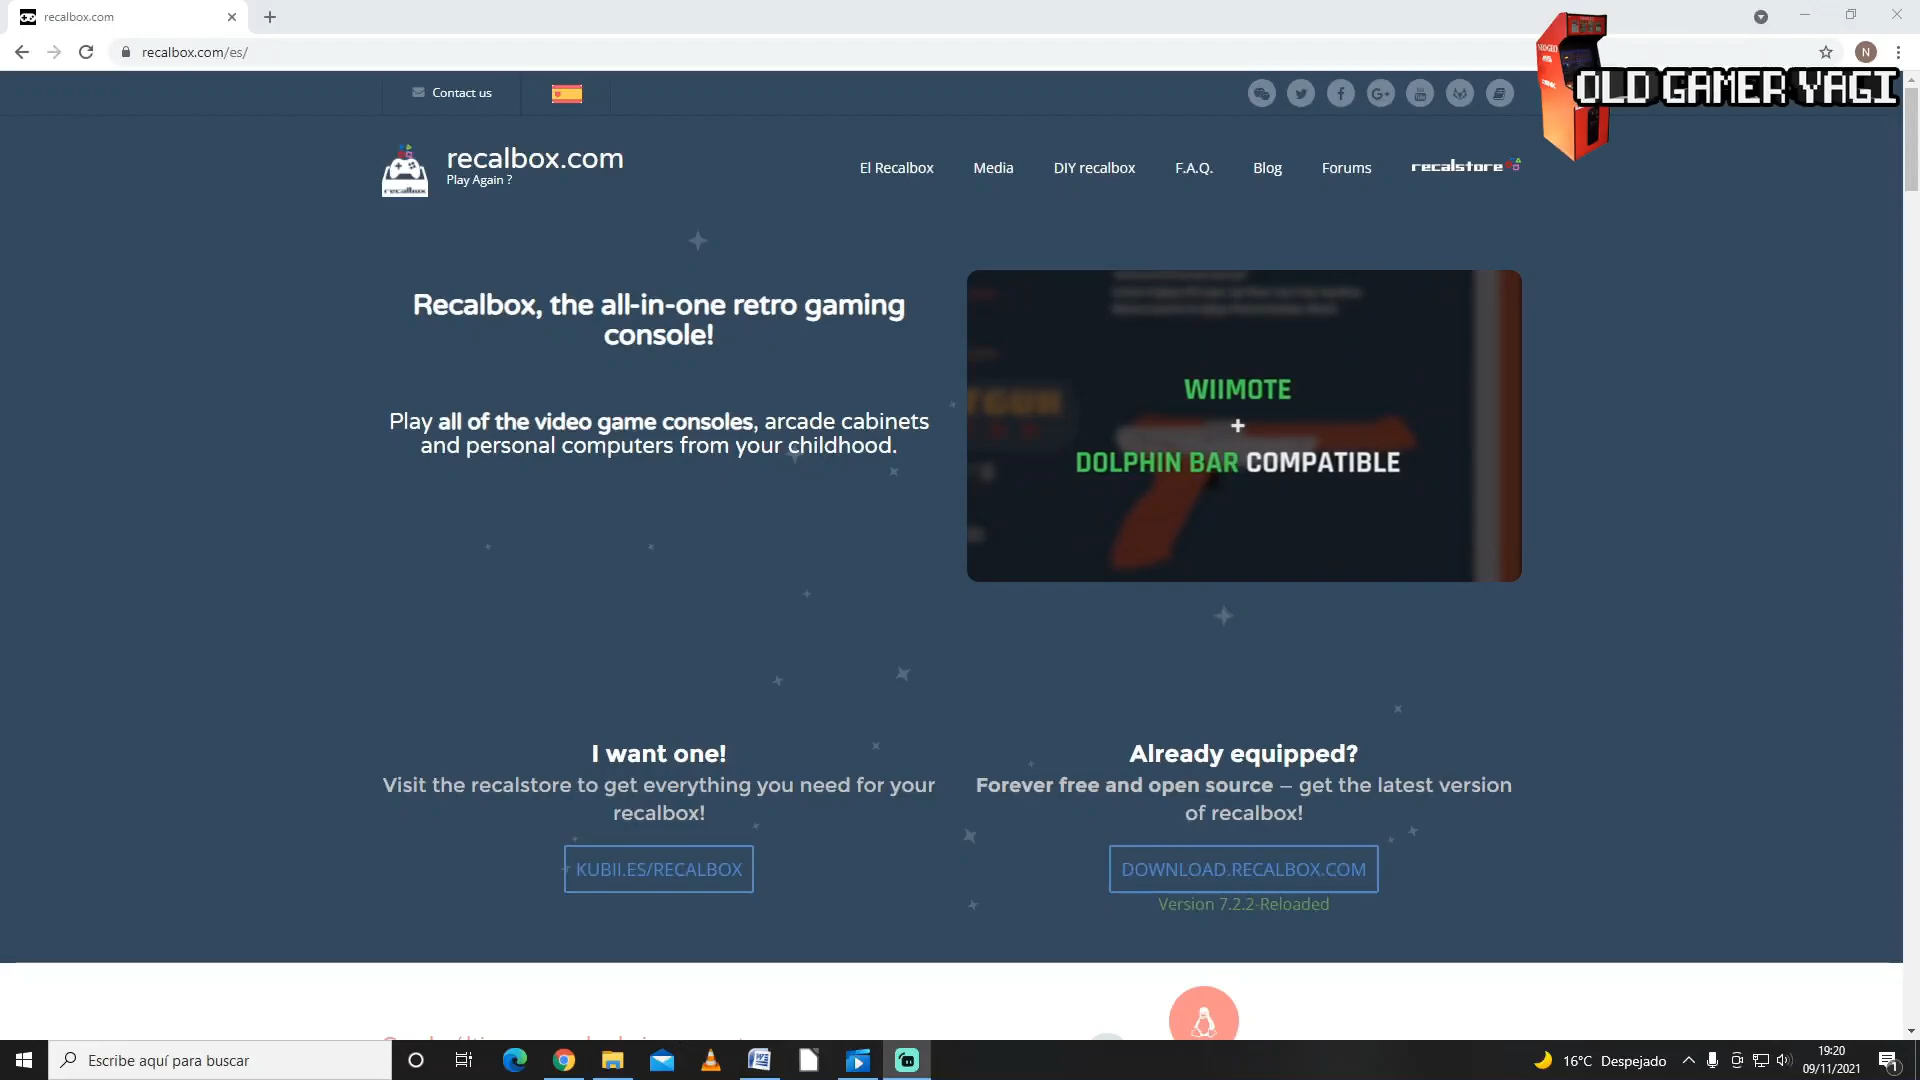 recalbox.com
recalbox.com/es/
N
OLD GAMER YAGI
Contact us
recalbox.com
Play Again ?
recalbox
El Recalbox
Media
DIY recalbox
F.A.Q.
Blog
Forums
recalstore
Recalbox, the all-in-one retro gaming
console!
Play all of the video game consoles, arcade cabinets
and personal computers from your childhood.
WIIMOTE
+
DOLPHIN BAR COMPATIBLE
I want one!
Visit the recalstore to get everything you need for your
recalbox!
KUBII.ES/RECALBOX
Already equipped?
Forever free and open source – get the latest version
of recalbox!
DOWNLOAD.RECALBOX.COM
Version 7.2.2-Reloaded
Escribe aquí para buscar
16°C Despejado
19:20
09/11/2021
1